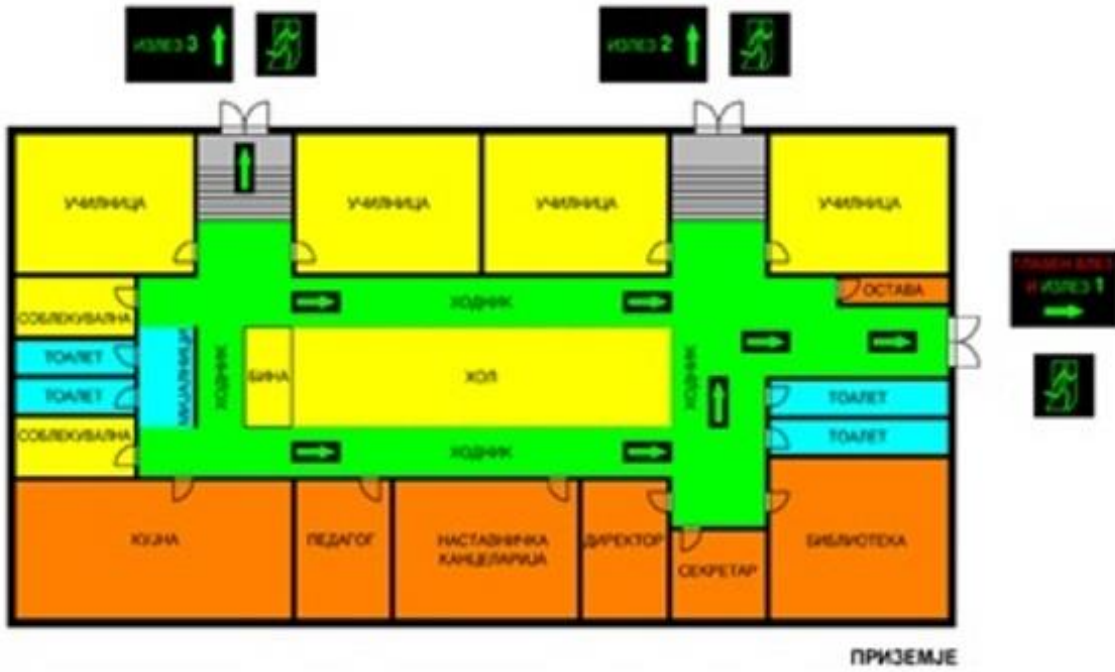 ИЗЛЕЗ 3
ИЗЛЕЗ 2
УЧИЛНИЦА
УЧИЛНИЦА
УЧИЛНИЦА
УЧИЛНИЦА
ГЛАВЕН ВЛЕЗ
И ИЗЛЕЗ 1
ОСТАВА
ХОДНИК
СОБЛЕКУВАЛНА
ТОАЛЕТ
ТОАЛЕТ
СОБЛЕКУВАЛНА
МИЈАЛНИЦИ
ХОДНИК
БИНА
ХОЛ
ХОДНИК
ТОАЛЕТ
ТОАЛЕТ
ХОДНИК
КУЈНА
ПЕДАГОГ
НАСТАВНИЧКА
КАНЦЕЛАРИЈА
ДИРЕКТОР
СЕКРЕТАР
БИБЛИОТЕКА
ПРИЗЕМЈЕ